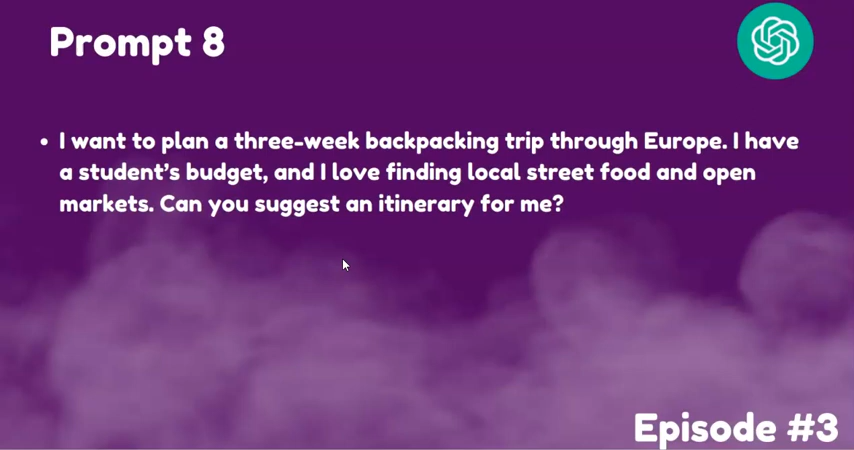 Prompt 8
• I want to plan a three-week backpacking trip through Europe. I have
a student's budget, and I love finding local street food and open
markets. Can you suggest an itinerary for me?
Episode #3